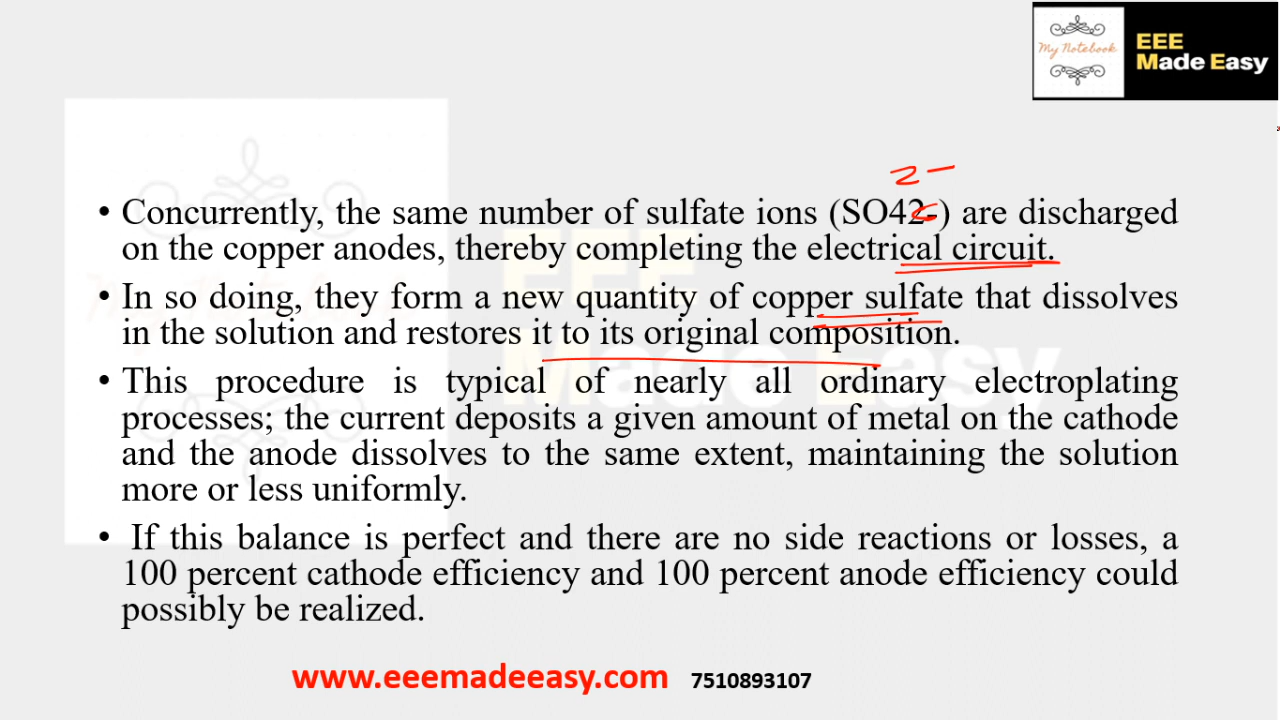 My Notebook
EEE
Made Easy
2-
• Concurrently, the same number of sulfate ions (SO42-) are discharged
on the copper anodes, thereby completing the electrical circuit.
• In so doing, they form a new quantity of copper sulfate that dissolves
in the solution and restores it to its original composition.
• This procedure is typical of nearly all ordinary electroplating
processes; the current deposits a given amount of metal on the cathode
and the anode dissolves to the same extent, maintaining the solution
more or less uniformly.
• If this balance is perfect and there are no side reactions or losses, a
100 percent cathode efficiency and 100 percent anode efficiency could
possibly be realized.
www.eeemadeeasy.com 7510893107